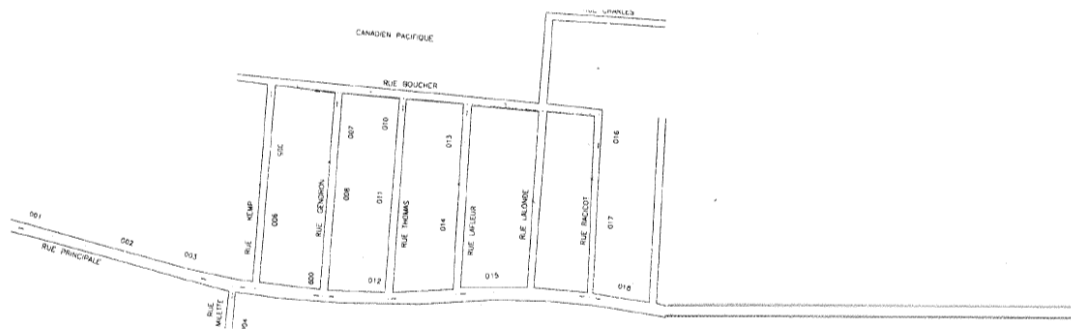 RUE CHARLES
CANADIEN PACIFIQUE
RUE BOUCHER
007
010
016
013
005
008
011
RUE KEMP
006
RUE GENDRON
RUE THOMAS
014
RUE LAFLEUR
RUE LALONDE
RUE RACICOT
017
001
002
003
RUE PRINCIPALE
009
012
015
018
RUE MILETTE
004